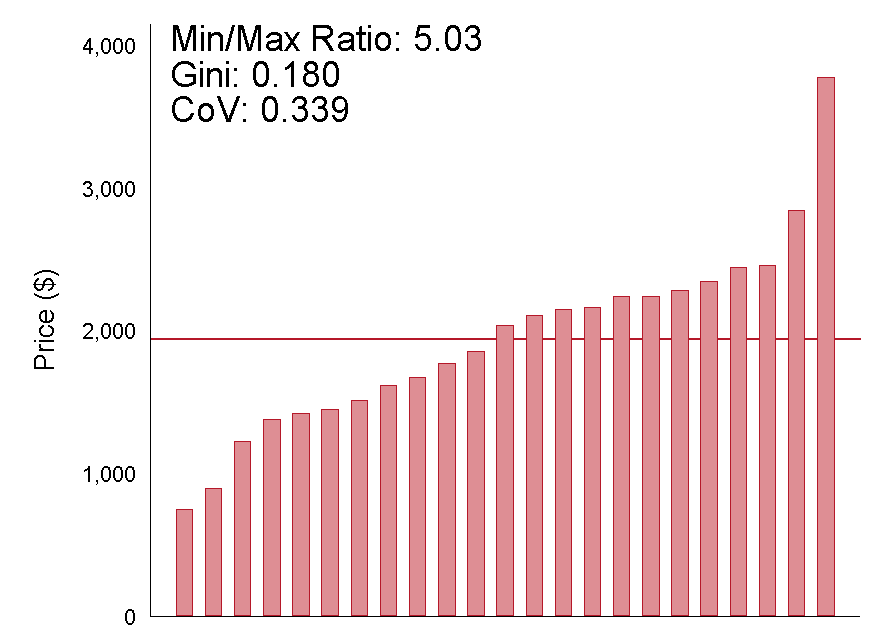 Min/Max Ratio: 5.03
Gini: 0.180
CoV: 0.339
4,000
3,000
2,000
1,000
0
Price ($)